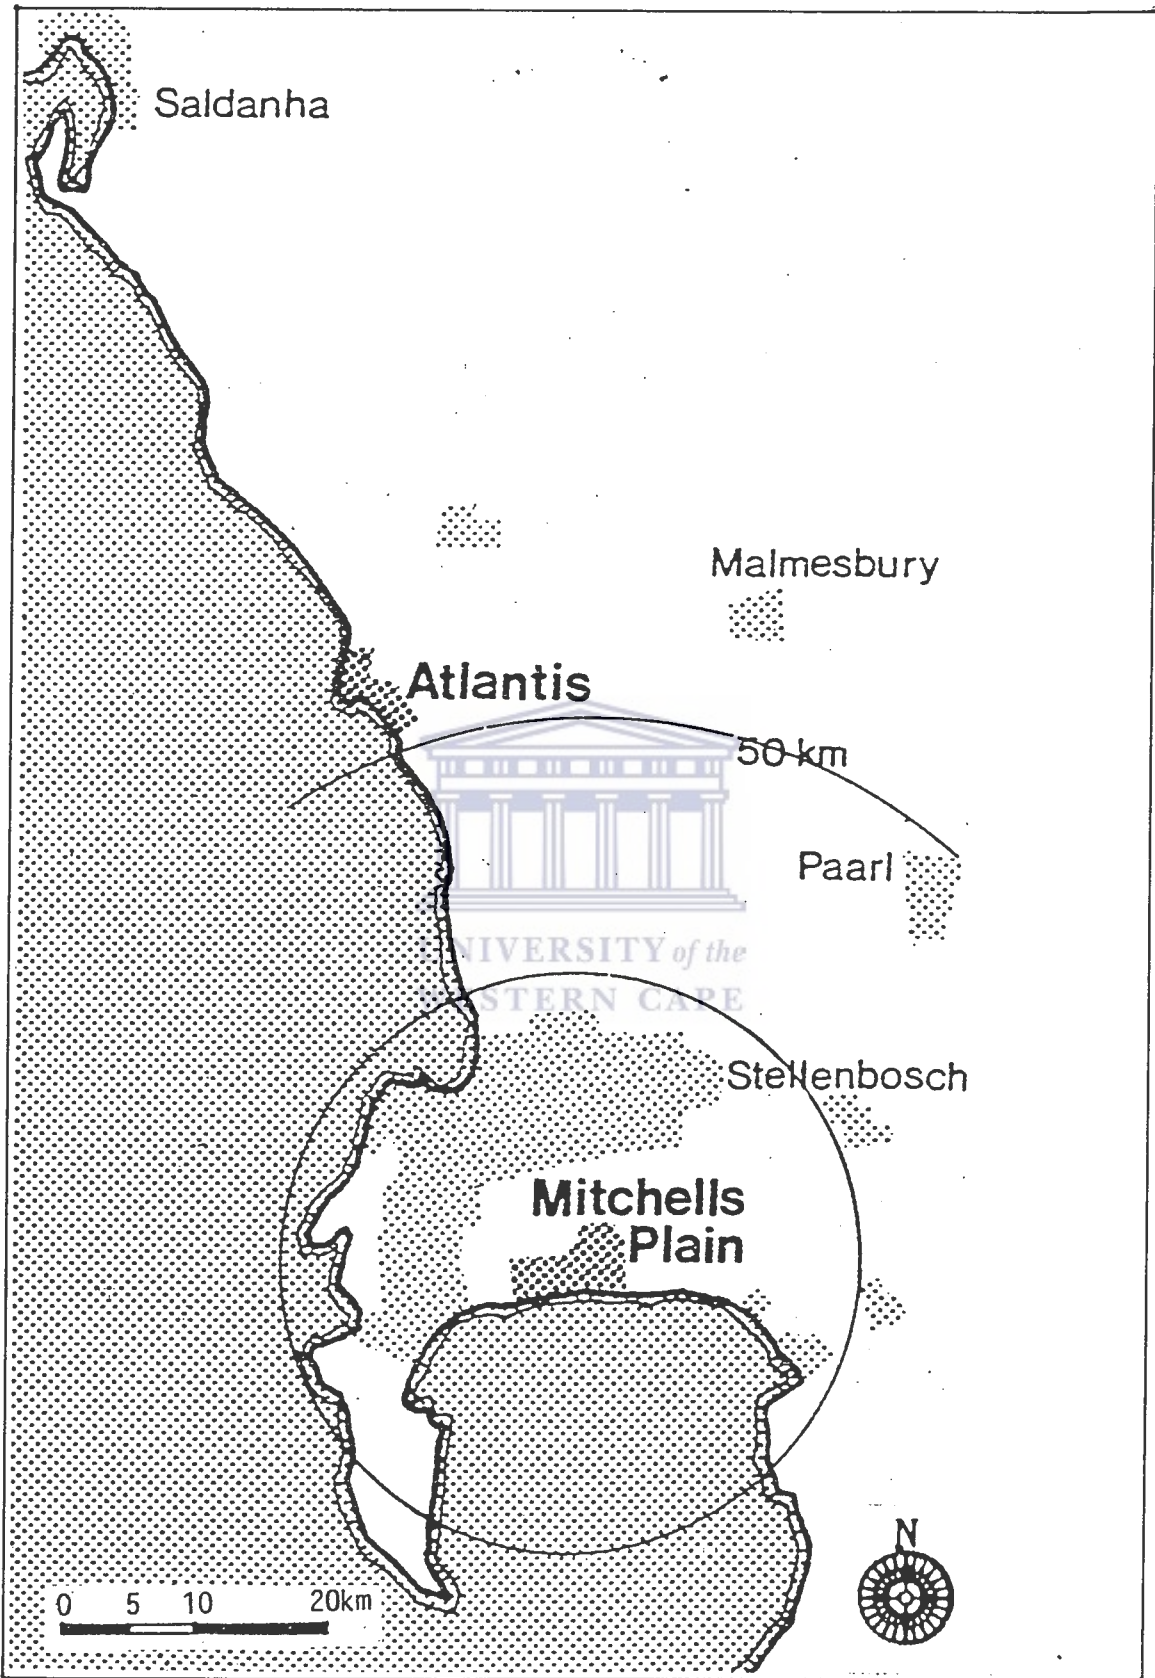 Saldanha
Malmesbury
Atlantis
50 km
Paarl
UNIVERSITY of the
WESTERN CAPE
Stellenbosch
Mitchells
Plain
N
0 5 10 20km